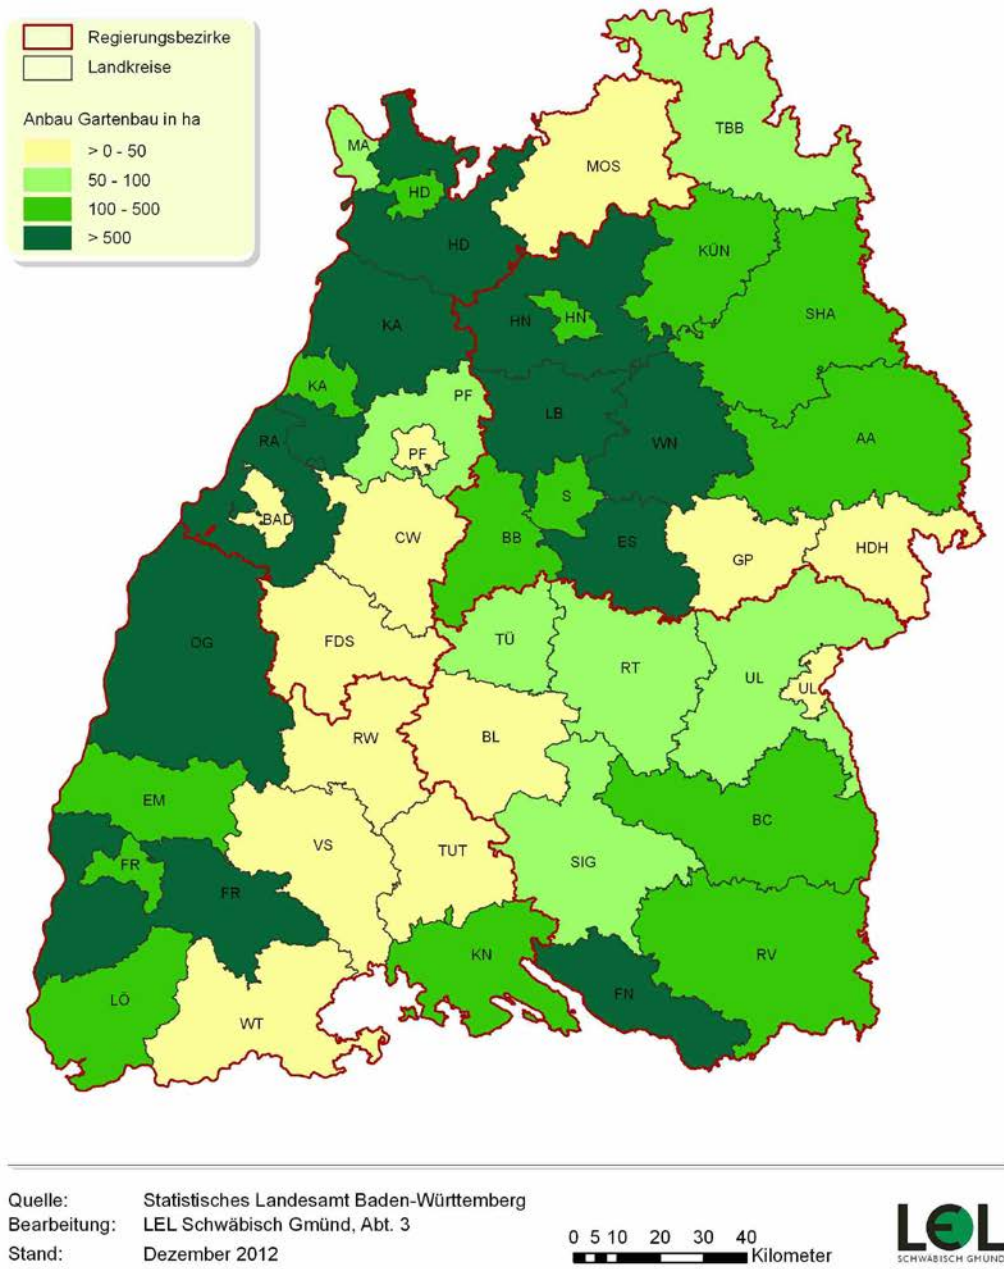 Regierungsbezirke
Landkreise
Anbau Gartenbau in ha
> 0 - 50
50 - 100
100 - 500
> 500
TBB
MA
MOS
HD
HD
KÜN
SHA
HN
HN
KA
KA
PF
LB
WN
AA
RA
PF
S
BAD
CW
BB
ES
GP
HDH
OG
FDS
TÜ
RT
UL
UL
RW
BL
EM
VS
TUT
SIG
BC
FR
FR
KN
RV
LÖ
WT
FN
Quelle: Statistisches Landesamt Baden-Württemberg
Bearbeitung: LEL Schwäbisch Gmünd, Abt. 3
Stand: Dezember 2012
0 5 10 20 30 40
Kilometer
LEL
SCHWÄBISCH GMÜND